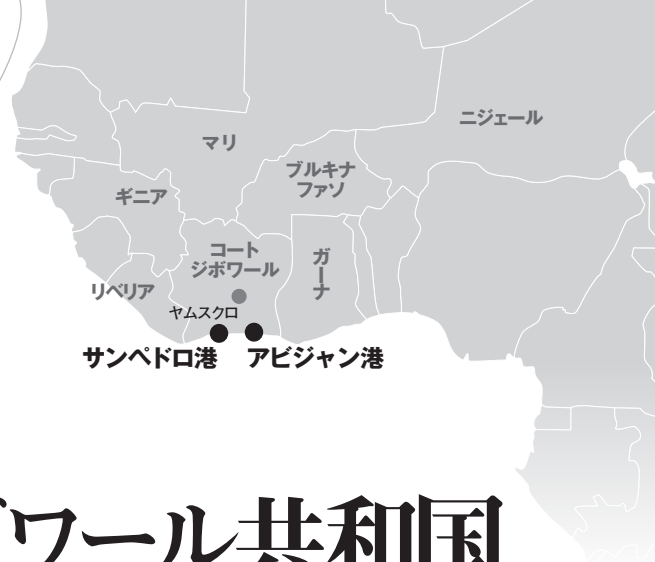 ニジェール
マリ
ブルキナ
ファソ
ギニア
コート
ジボワール
ガーナ
リベリア
ヤムスクロ
サンペドロ港
アビジャン港
ワール共和国